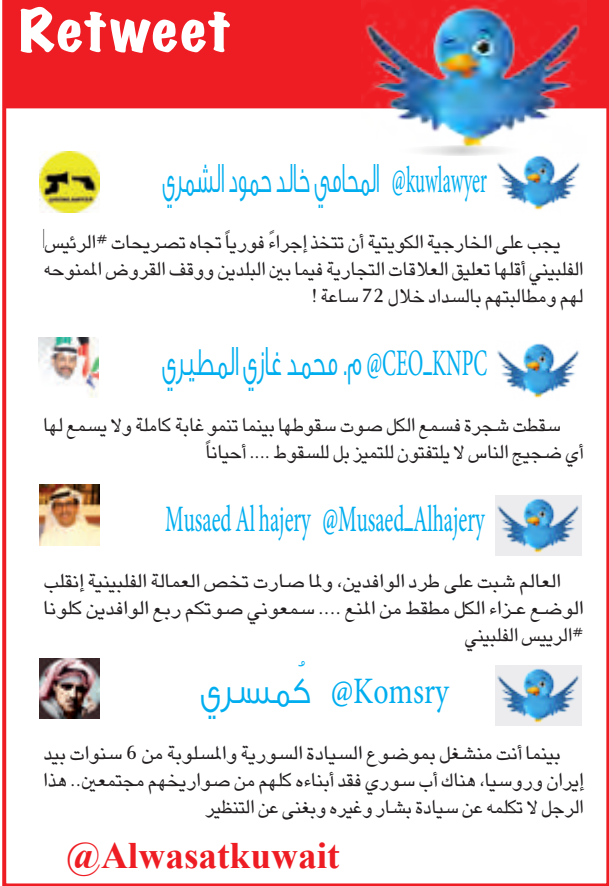 Retweet
@kuwlawyer المحامي خالد حمود الشمري
يجب على الخارجية الكويتية أن تتخذ إجراءً فورياً تجاه تصريحات #الرئيس
الفلبيني أقلها تعليق العلاقات التجارية فيما بين البلدين ووقف القروض الممنوحه
لهم ومطالبتهم بالسداد خلال 72 ساعة !
@CEO_KNPC م. محمد غازي المطيري
سقطت شجرة فسمع الكل صوت سقوطها بينما تنمو غابة كاملة ولا يسمع لها
أي ضجيج الناس لا يلتفتون للتميز بل للسقوط .... أحياناً
Musaed Al hajery @Musaed_Alhajery
العالم شبت على طرد الوافدين، ولما صارت تخص العمالة الفلبينية إنقلب
الوضع عزاء الكل مطقط من المنع .... سمعوني صوتكم ربع الوافدين كلونا
#الرييس الفلبيني
@Komsry كُمسري
بينما أنت منشغل بموضوع السيادة السورية والمسلوبة من 6 سنوات بيد
إيران وروسيا، هناك أب سوري فقد أبناءه كلهم من صواريخهم مجتمعين.. هذا
الرجل لا تكلمه عن سيادة بشار وغيره وبغنى عن التنظير
@Alwasatkuwait